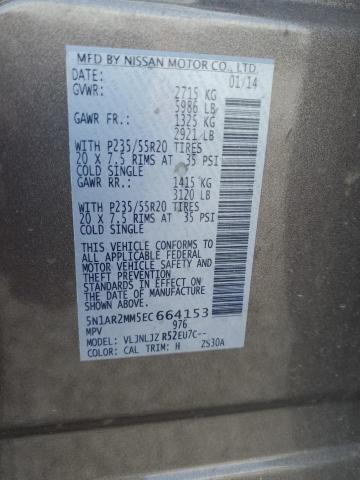 MFD BY NISSAN MOTOR CO., LTD.
DATE: 01/14
GVWR: 2715 KG
5986 LB
GAWR FR.: 1325 KG
2921 LB
WITH P235/55R20 TIRES
20 X 7.5 RIMS AT 35 PSI
COLD SINGLE
GAWR RR.: 1415 KG
3120 LB
WITH P235/55R20 TIRES
20 X 7.5 RIMS AT 35 PSI
COLD SINGLE
THIS VEHICLE CONFORMS TO
ALL APPLICABLE FEDERAL
MOTOR VEHICLE SAFETY AND
THEFT PREVENTION
STANDARDS IN EFFECT ON
THE DATE OF MANUFACTURE
SHOWN ABOVE.
5N1AR2MM5EC664153
MPV 976
MODEL: VLJNLJZ R52EU7C--
COLOR: CAL TRIM: H ZS30A